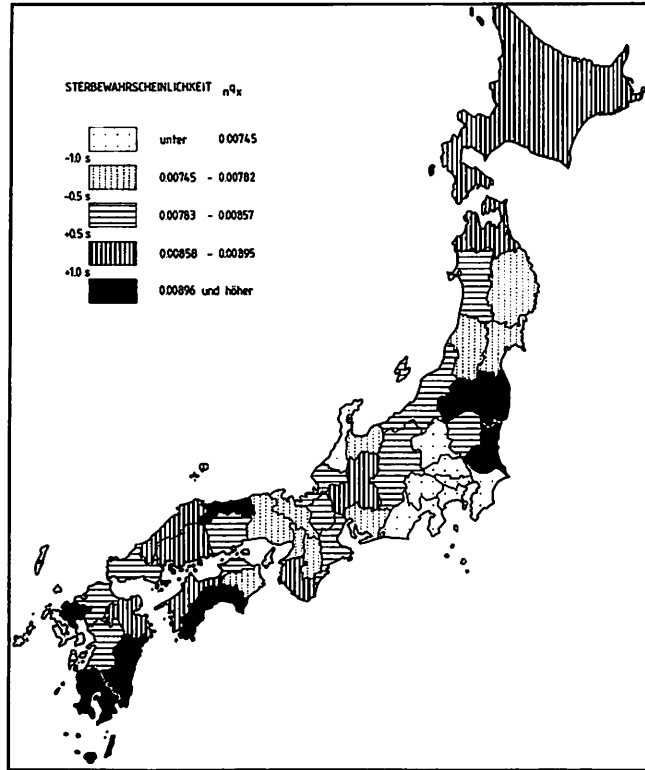 STERBEWAHRSCHEINLICHKEIT nqx
unter 0.00745
-1.0 s
0.00745 - 0.00782
-0.5 s
0.00783 - 0.00857
+0.5 s
0.00858 - 0.00895
+1.0 s
0.00896 und höher